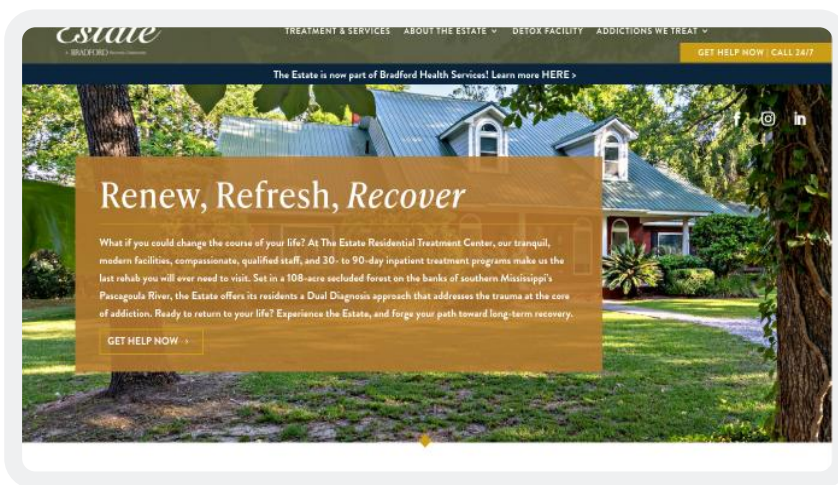 Estate
TREATMENT & SERVICES ABOUT THE ESTATE DETOX FACILITY ADDICTIONS WE TREAT
BRADFORD
GET HELP NOW | CALL 24/7
The Estate is now part of Bradford Health Services! Learn more HERE >
Renew, Refresh, Recover
What if you could change the course of your life? At The Estate Residential Treatment Center, our tranquil,
modern facilities, compassionate, qualified staff, and 30- to 90-day inpatient treatment programs make us the
last rehab you will ever need to visit. Set in a 108-acre secluded forest on the banks of southern Mississippi's
Pascagoula River, the Estate offers its residents a Dual Diagnosis approach that addresses the trauma at the core
of addiction. Ready to return to your life? Experience the Estate, and forge your path toward long-term recovery.
GET HELP NOW >